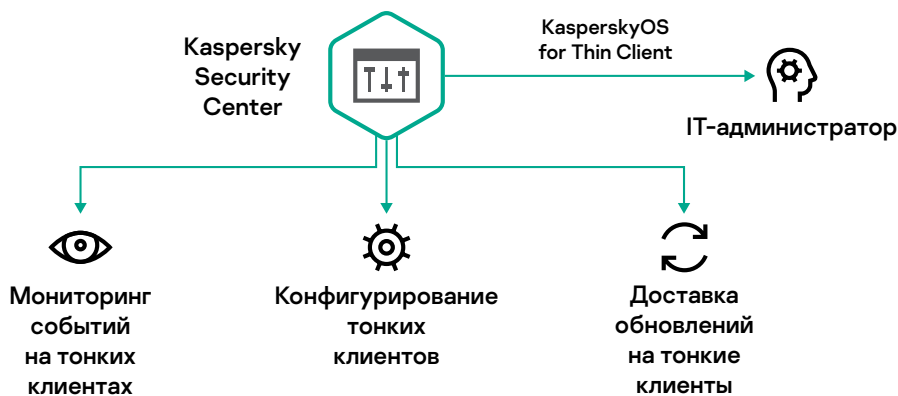 Kaspersky
Security
Center
KasperskyOS
for Thin Client
IT-администратор
Мониторинг
событий
на тонких
клиентах
Конфигурирование
тонких
клиентов
Доставка
обновлений
на тонкие
клиенты